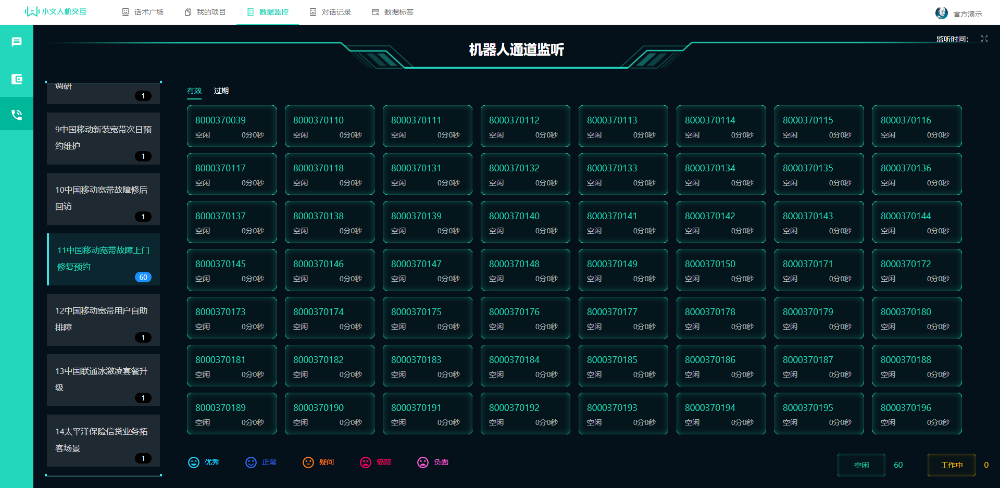 小文人机交互
话术广场
我的项目
数据监控
对话记录
数据标签
官方演示
机器人通道监听
监听时间：
调研
1
9中国移动新装宽带次日预
约维护
1
10中国移动宽带故障修后
回访
1
11中国移动宽带故障上门
修复预约
60
12中国移动宽带用户自助
排障
1
13中国联通冰激凌套餐升
级
1
14太平洋保险信贷业务拓
客场景
1
有效 过期
8000370039 8000370110 8000370111 8000370112 8000370113 8000370114 8000370115 8000370116
空闲 0分0秒 空闲 0分0秒 空闲 0分0秒 空闲 0分0秒 空闲 0分0秒 空闲 0分0秒 空闲 0分0秒 空闲 0分0秒
8000370117 8000370118 8000370131 8000370132 8000370133 8000370134 8000370135 8000370136
空闲 0分0秒 空闲 0分0秒 空闲 0分0秒 空闲 0分0秒 空闲 0分0秒 空闲 0分0秒 空闲 0分0秒 空闲 0分0秒
8000370137 8000370138 8000370139 8000370140 8000370141 8000370142 8000370143 8000370144
空闲 0分0秒 空闲 0分0秒 空闲 0分0秒 空闲 0分0秒 空闲 0分0秒 空闲 0分0秒 空闲 0分0秒 空闲 0分0秒
8000370145 8000370146 8000370147 8000370148 8000370149 8000370150 8000370171 8000370172
空闲 0分0秒 空闲 0分0秒 空闲 0分0秒 空闲 0分0秒 空闲 0分0秒 空闲 0分0秒 空闲 0分0秒 空闲 0分0秒
8000370173 8000370174 8000370175 8000370176 8000370177 8000370178 8000370179 8000370180
空闲 0分0秒 空闲 0分0秒 空闲 0分0秒 空闲 0分0秒 空闲 0分0秒 空闲 0分0秒 空闲 0分0秒 空闲 0分0秒
8000370181 8000370182 8000370183 8000370184 8000370185 8000370186 8000370187 8000370188
空闲 0分0秒 空闲 0分0秒 空闲 0分0秒 空闲 0分0秒 空闲 0分0秒 空闲 0分0秒 空闲 0分0秒 空闲 0分0秒
8000370189 8000370190 8000370191 8000370192 8000370193 8000370194 8000370195 8000370196
空闲 0分0秒 空闲 0分0秒 空闲 0分0秒 空闲 0分0秒 空闲 0分0秒 空闲 0分0秒 空闲 0分0秒 空闲 0分0秒
优秀 正常 疑问 愤怒 负面
空闲 60 工作中 0